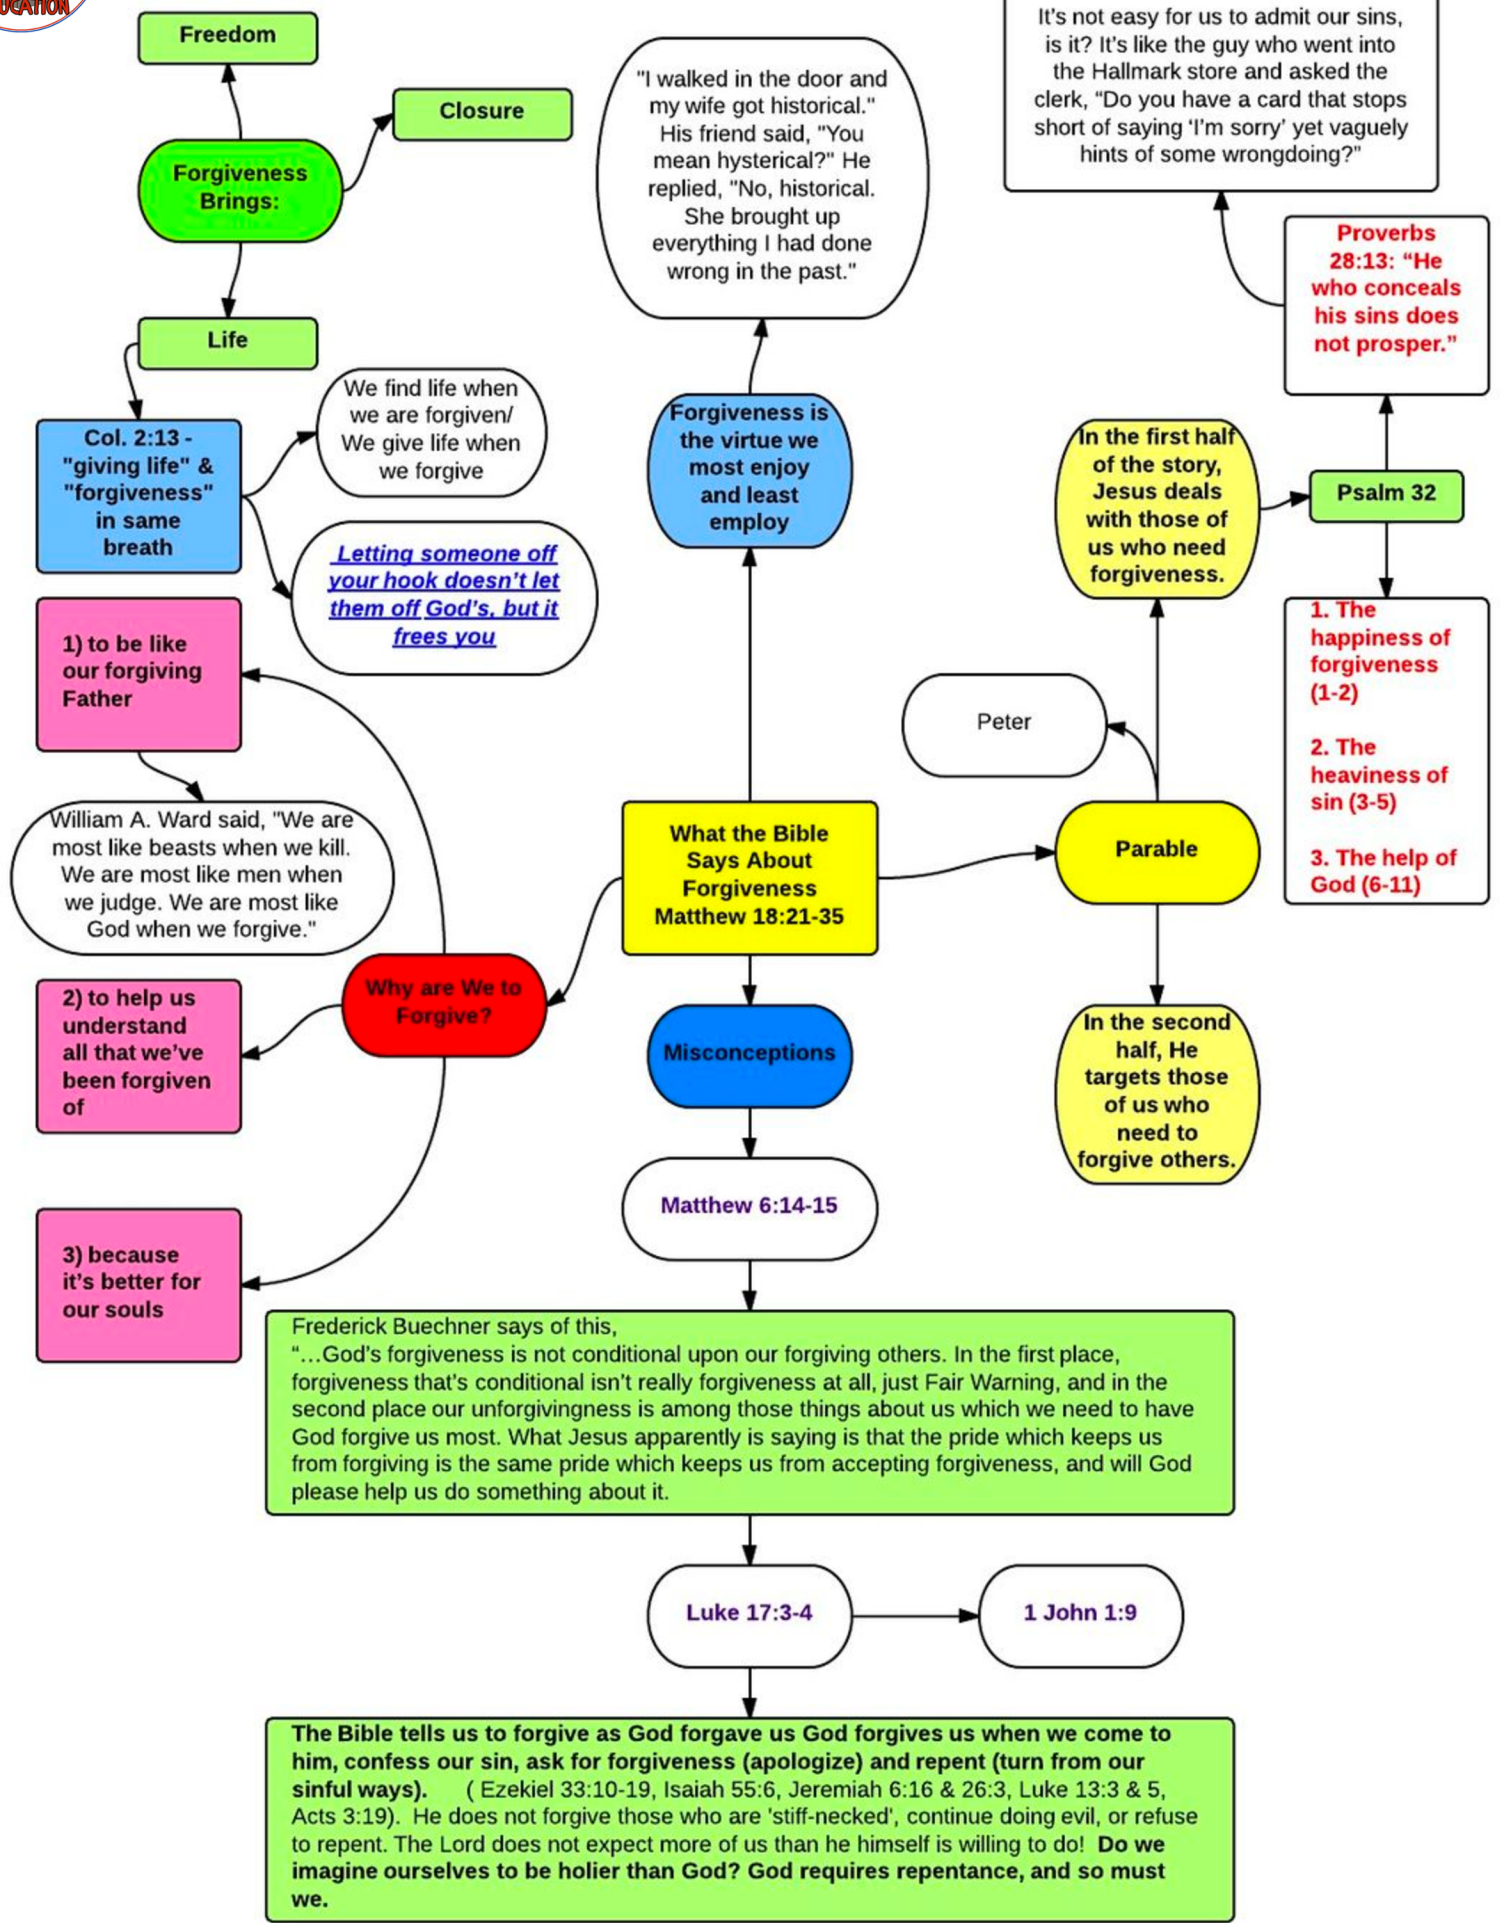 UCATION
Freedom
Closure
Forgiveness
Brings:
Life
Col. 2:13 -
"giving life" &
"forgiveness"
in same
breath
We find life when
we are forgiven/
We give life when
we forgive
Letting someone off
your hook doesn't let
them off God's, but it
frees you
"I walked in the door and
my wife got historical."
His friend said, "You
mean hysterical?" He
replied, "No, historical.
She brought up
everything I had done
wrong in the past."
Forgiveness is
the virtue we
most enjoy
and least
employ
It's not easy for us to admit our sins,
is it? It's like the guy who went into
the Hallmark store and asked the
clerk, “Do you have a card that stops
short of saying ‘I'm sorry’ yet vaguely
hints of some wrongdoing?”
Proverbs
28:13: “He
who conceals
his sins does
not prosper.”
In the first half
of the story,
Jesus deals
with those of
us who need
forgiveness.
Psalm 32
1. The
happiness of
forgiveness
(1-2)
2. The
heaviness of
sin (3-5)
3. The help of
God (6-11)
Peter
Parable
In the second
half, He
targets those
of us who
need to
forgive others.
What the Bible
Says About
Forgiveness
Matthew 18:21-35
Why are We to
Forgive?
1) to be like
our forgiving
Father
William A. Ward said, "We are
most like beasts when we kill.
We are most like men when
we judge. We are most like
God when we forgive."
2) to help us
understand
all that we've
been forgiven
of
3) because
it's better for
our souls
Misconceptions
Matthew 6:14-15
Frederick Buechner says of this,
“…God's forgiveness is not conditional upon our forgiving others. In the first place,
forgiveness that's conditional isn't really forgiveness at all, just Fair Warning, and in the
second place our unforgivingness is among those things about us which we need to have
God forgive us most. What Jesus apparently is saying is that the pride which keeps us
from forgiving is the same pride which keeps us from accepting forgiveness, and will God
please help us do something about it.
Luke 17:3-4
1 John 1:9
The Bible tells us to forgive as God forgave us God forgives us when we come to
him, confess our sin, ask for forgiveness (apologize) and repent (turn from our
sinful ways). ( Ezekiel 33:10-19, Isaiah 55:6, Jeremiah 6:16 & 26:3, Luke 13:3 & 5,
Acts 3:19). He does not forgive those who are 'stiff-necked', continue doing evil, or refuse
to repent. The Lord does not expect more of us than he himself is willing to do! Do we
imagine ourselves to be holier than God? God requires repentance, and so must
we.